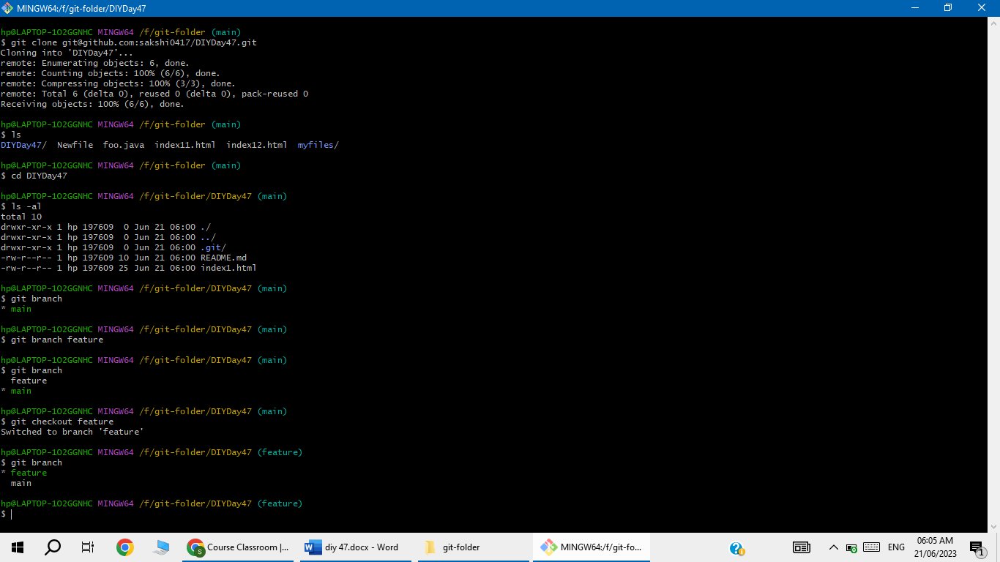 MINGW64:/f/git-folder/DIYDay47
hp@LAPTOP-1O2GGNHC MINGW64 /f/git-folder (main)
$ git clone git@github.com:sakshi0417/DIYDay47.git
Cloning into 'DIYDay47'...
remote: Enumerating objects: 6, done.
remote: Counting objects: 100% (6/6), done.
remote: Compressing objects: 100% (3/3), done.
remote: Total 6 (delta 0), reused 0 (delta 0), pack-reused 0
Receiving objects: 100% (6/6), done.
hp@LAPTOP-1O2GGNHC MINGW64 /f/git-folder (main)
$ ls
DIYDay47/  Newfile  foo.java  index11.html  index12.html  myfiles/
hp@LAPTOP-1O2GGNHC MINGW64 /f/git-folder (main)
$ cd DIYDay47
hp@LAPTOP-1O2GGNHC MINGW64 /f/git-folder/DIYDay47 (main)
$ ls -al
total 10
drwxr-xr-x 1 hp 197609  0 Jun 21 06:00 ./
drwxr-xr-x 1 hp 197609  0 Jun 21 06:00 ../
drwxr-xr-x 1 hp 197609  0 Jun 21 06:00 .git/
-rw-r--r-- 1 hp 197609 10 Jun 21 06:00 README.md
-rw-r--r-- 1 hp 197609 25 Jun 21 06:00 index1.html
hp@LAPTOP-1O2GGNHC MINGW64 /f/git-folder/DIYDay47 (main)
$ git branch
* main
hp@LAPTOP-1O2GGNHC MINGW64 /f/git-folder/DIYDay47 (main)
$ git branch feature
hp@LAPTOP-1O2GGNHC MINGW64 /f/git-folder/DIYDay47 (main)
$ git branch
  feature
* main
hp@LAPTOP-1O2GGNHC MINGW64 /f/git-folder/DIYDay47 (main)
$ git checkout feature
Switched to branch 'feature'
hp@LAPTOP-1O2GGNHC MINGW64 /f/git-folder/DIYDay47 (feature)
$ git branch
* feature
  main
hp@LAPTOP-1O2GGNHC MINGW64 /f/git-folder/DIYDay47 (feature)
$
S Course Classroom |... diy 47.docx - Word git-folder MINGW64:/f/git-fo... ENG 06:05 AM
21/06/2023 1